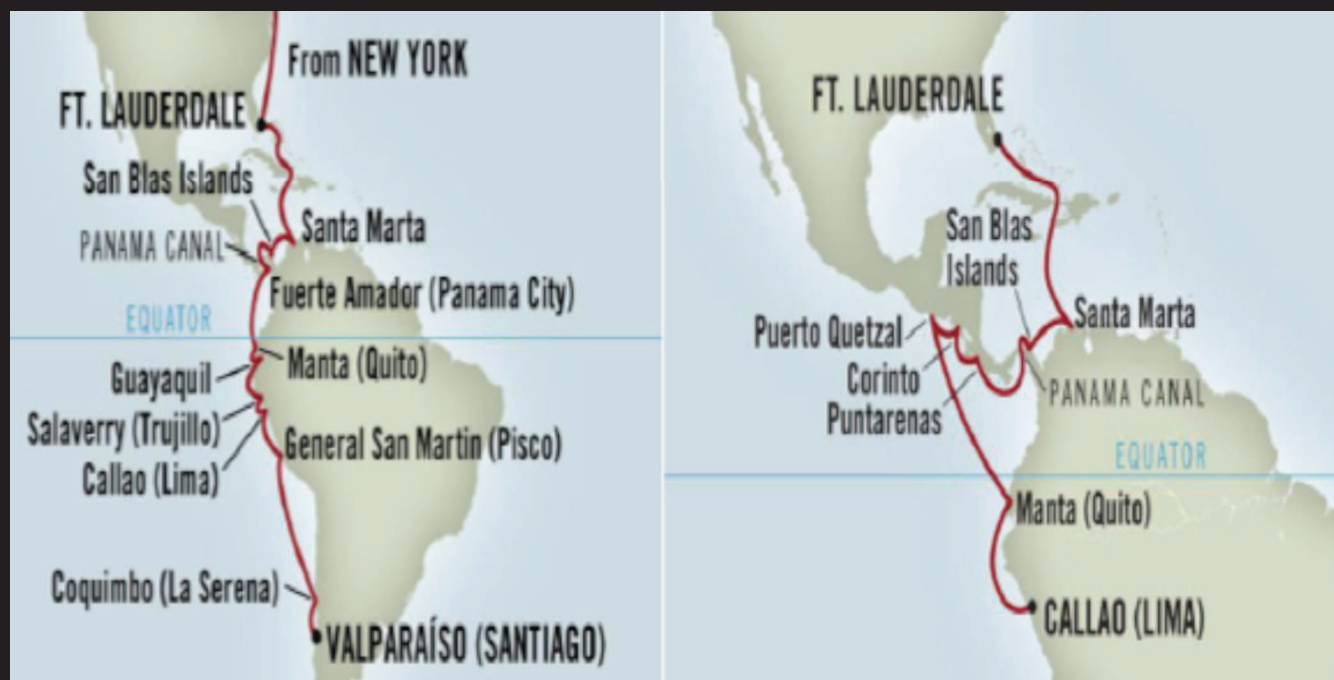 From NEW YORK
FT. LAUDERDALE
San Blas Islands
Santa Marta
PANAMA CANAL
Fuerte Amador (Panama City)
EQUATOR
Manta (Quito)
Guayaquil
Salaverry (Trujillo)
General San Martin (Pisco)
Callao (Lima)
Coquimbo (La Serena)
VALPARAÍSO (SANTIAGO)
FT. LAUDERDALE
San Blas
Islands
Santa Marta
Puerto Quetzal
Corinto
PANAMA CANAL
Puntarenas
EQUATOR
Manta (Quito)
CALLAO (LIMA)